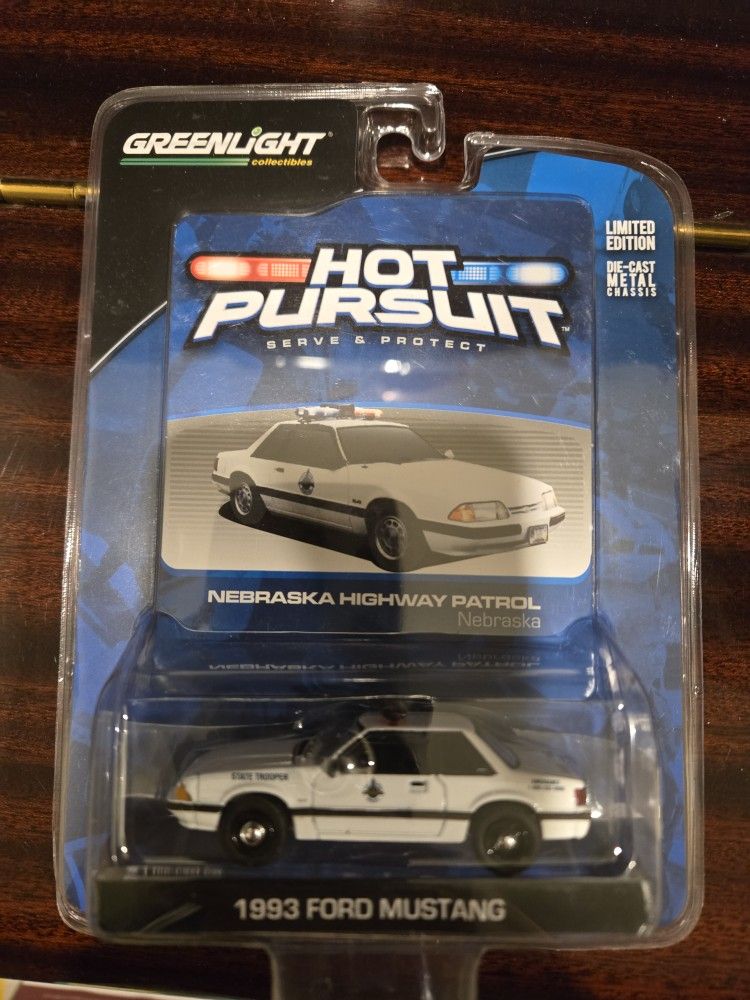 GREENLiGHT
collectibles
LIMITED
EDITION
DIE-CAST
METAL
CHASSIS
HOT
PURSUIT™
SERVE & PROTECT
NEBRASKA HIGHWAY PATROL
Nebraska
STATE TROOPER
1993 FORD MUSTANG